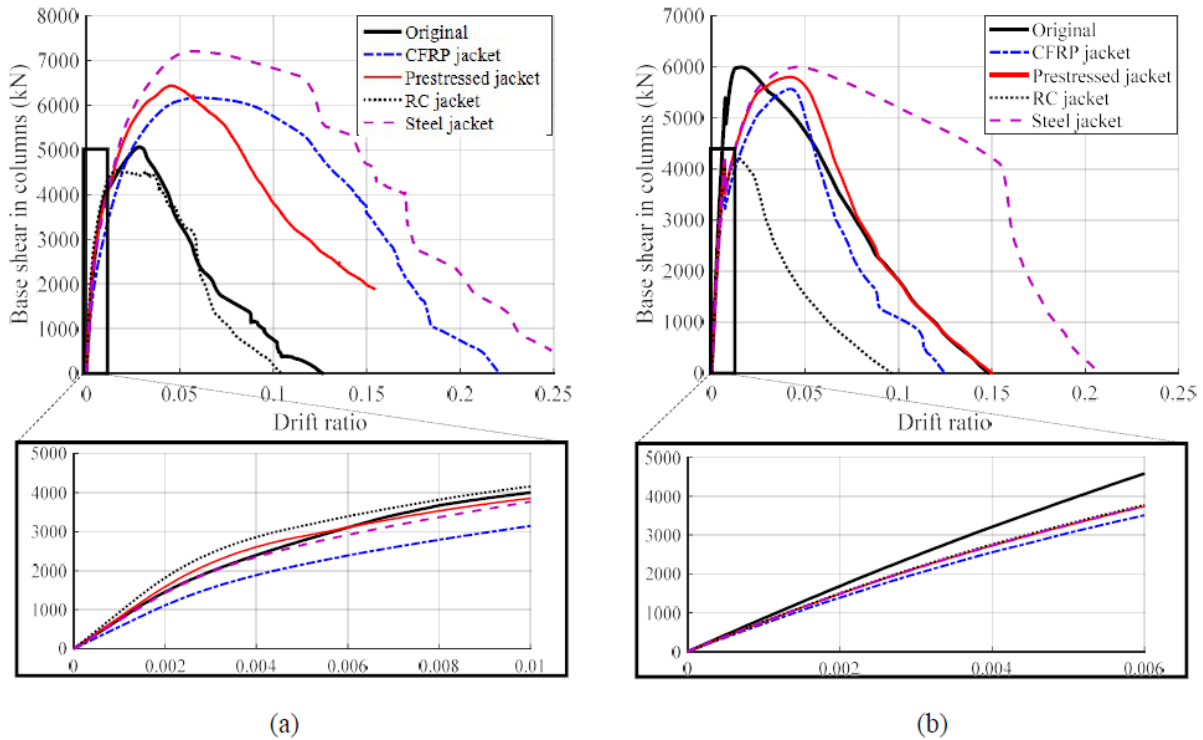 8000
7000
6000
5000
4000
3000
2000
1000
0
Base shear in columns (kN)
Original
CFRP jacket
Prestressed jacket
RC jacket
Steel jacket
0 0.05 0.1 0.15 0.2 0.25
Drift ratio
5000
4000
3000
2000
1000
0
0 0.002 0.004 0.006 0.008 0.01
(a)
7000
6000
5000
4000
3000
2000
1000
0
Base shear in columns (kN)
Original
CFRP jacket
Prestressed jacket
RC jacket
Steel jacket
0 0.05 0.1 0.15 0.2 0.25
Drift ratio
5000
4000
3000
2000
1000
0
0 0.002 0.004 0.006
(b)